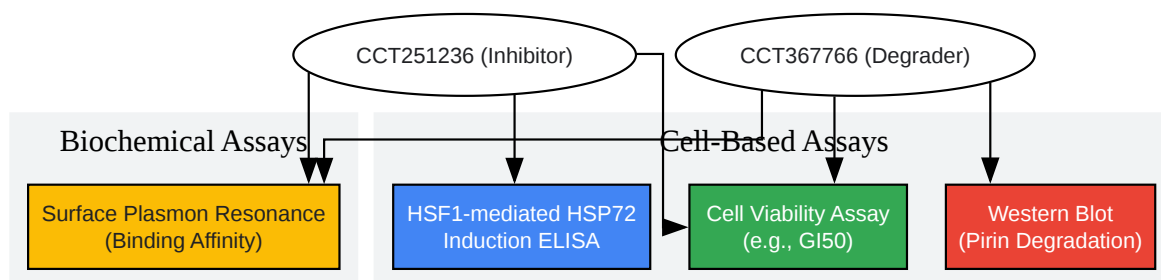 CCT251236 (Inhibitor)
CCT367766 (Degrader)
Biochemical Assays
Cell-Based Assays
Surface Plasmon Resonance
(Binding Affinity)
HSF1-mediated HSP72
Induction ELISA
Cell Viability Assay
(e.g., GI50)
Western Blot
(Pirin Degradation)